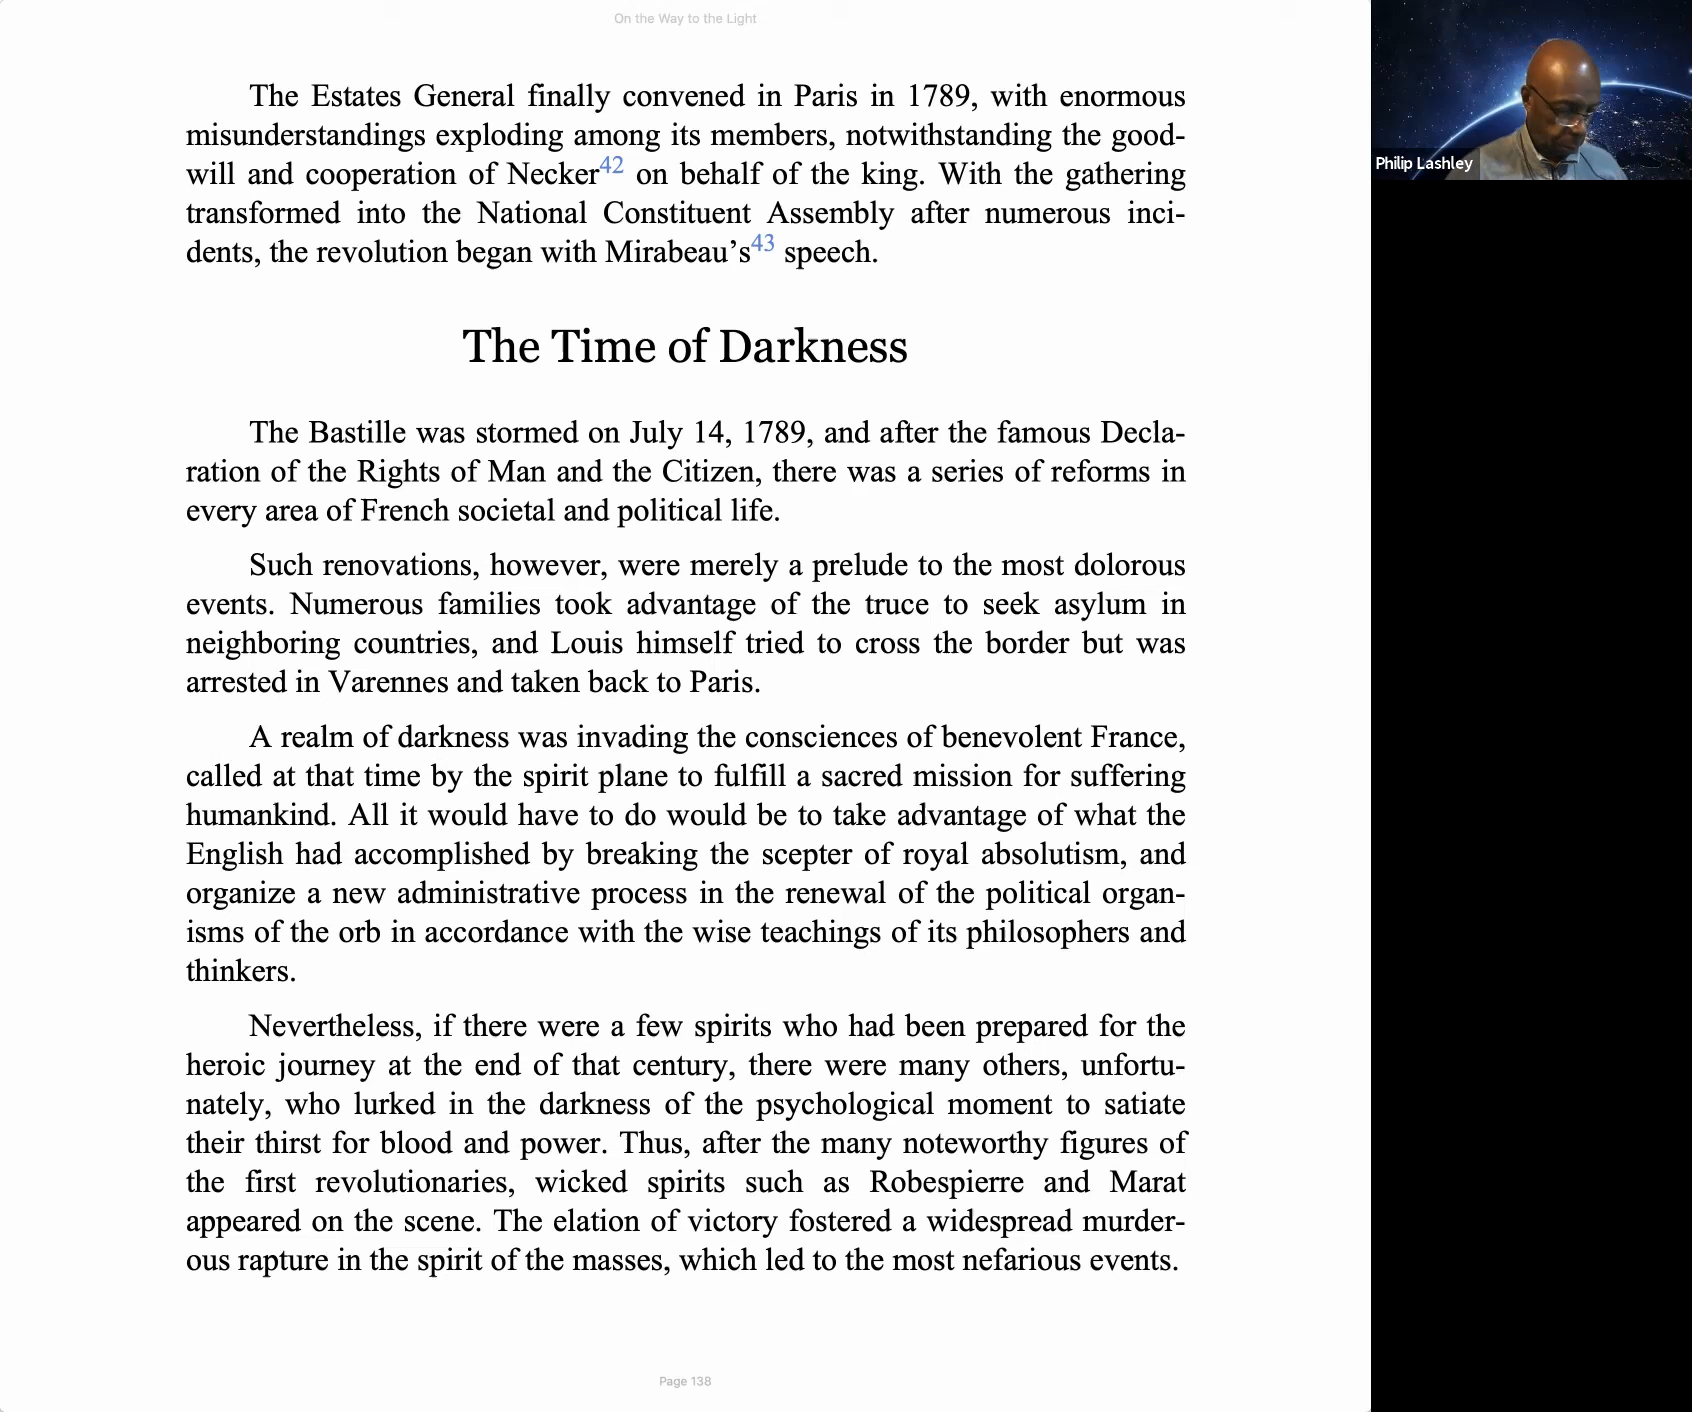 On the Way to the Light
The Estates General finally convened in Paris in 1789, with enormous
misunderstandings exploding among its members, notwithstanding the good-
will and cooperation of Necker42 on behalf of the king. With the gathering
transformed into the National Constituent Assembly after numerous inci-
dents, the revolution began with Mirabeau’s43 speech.
The Time of Darkness
The Bastille was stormed on July 14, 1789, and after the famous Decla-
ration of the Rights of Man and the Citizen, there was a series of reforms in
every area of French societal and political life.
Such renovations, however, were merely a prelude to the most dolorous
events. Numerous families took advantage of the truce to seek asylum in
neighboring countries, and Louis himself tried to cross the border but was
arrested in Varennes and taken back to Paris.
A realm of darkness was invading the consciences of benevolent France,
called at that time by the spirit plane to fulfill a sacred mission for suffering
humankind. All it would have to do would be to take advantage of what the
English had accomplished by breaking the scepter of royal absolutism, and
organize a new administrative process in the renewal of the political organ-
isms of the orb in accordance with the wise teachings of its philosophers and
thinkers.
Nevertheless, if there were a few spirits who had been prepared for the
heroic journey at the end of that century, there were many others, unfortu-
nately, who lurked in the darkness of the psychological moment to satiate
their thirst for blood and power. Thus, after the many noteworthy figures of
the first revolutionaries, wicked spirits such as Robespierre and Marat
appeared on the scene. The elation of victory fostered a widespread murder-
ous rapture in the spirit of the masses, which led to the most nefarious events.
Page 138
Philip Lashley